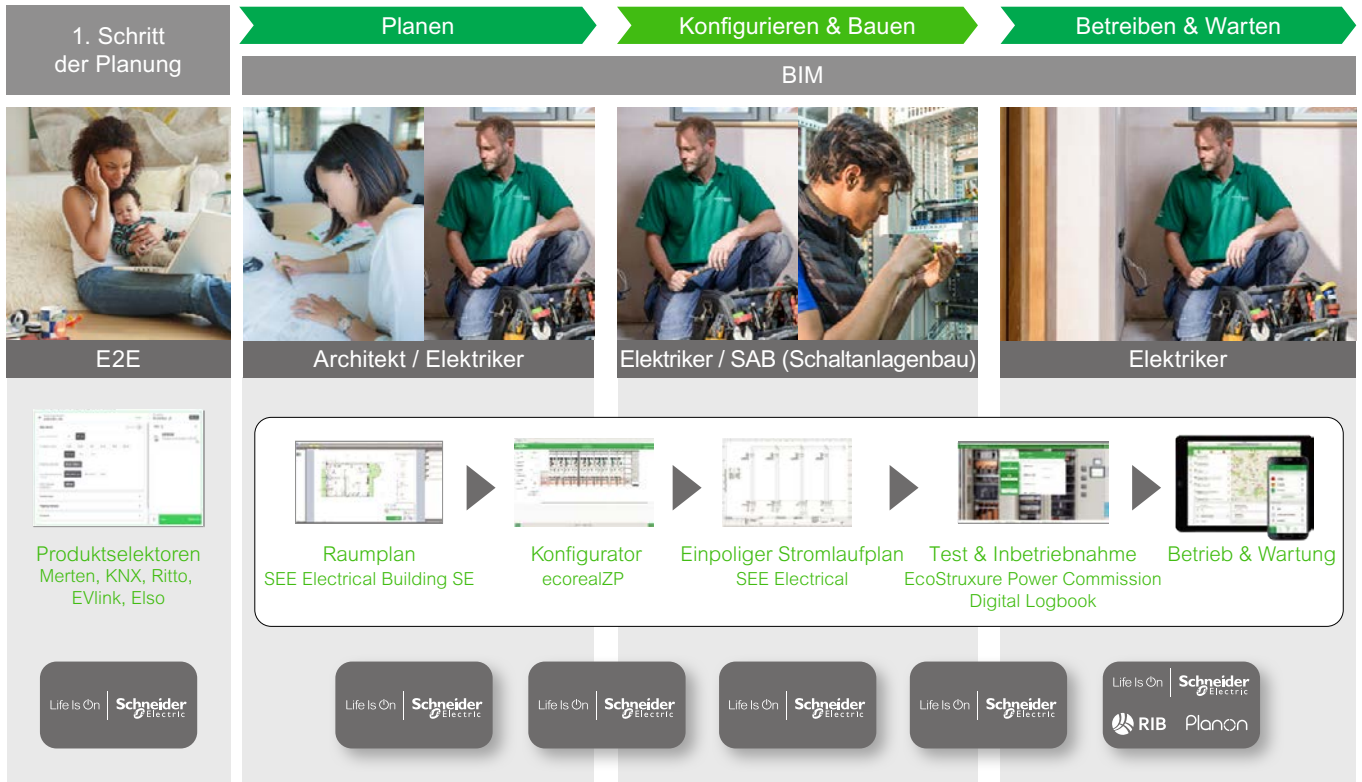 1. Schritt
der Planung
Planen
Konfigurieren & Bauen
Betreiben & Warten
BIM
E2E
Architekt / Elektriker
Elektriker / SAB (Schaltanlagenbau)
Elektriker
Produktselektoren
Merten, KNX, Ritto,
EVlink, Elso
Raumplan
SEE Electrical Building SE
Konfigurator
ecorealZP
Einpoliger Stromlaufplan
SEE Electrical
Test & Inbetriebnahme
EcoStruxure Power Commission
Digital Logbook
Betrieb & Wartung
Life Is On | Schneider Electric
Life Is On | Schneider Electric
Life Is On | Schneider Electric
Life Is On | Schneider Electric
Life Is On | Schneider Electric
Life Is On | Schneider Electric
RIB Planon